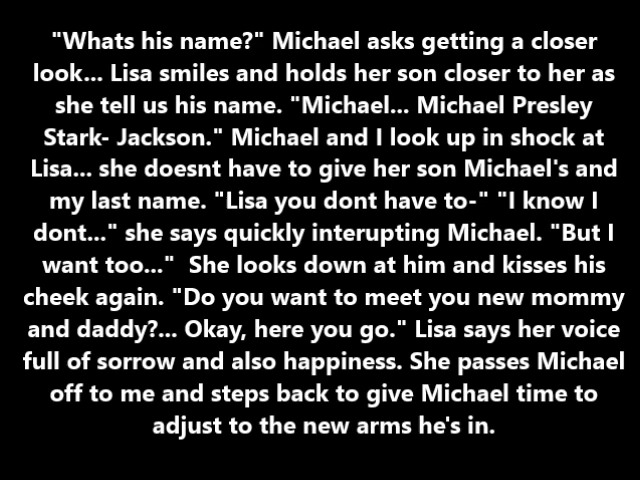 "Whats his name?" Michael asks getting a closer
look... Lisa smiles and holds her son closer to her as
she tell us his name. "Michael... Michael Presley
Stark- Jackson." Michael and I look up in shock at
Lisa... she doesnt have to give her son Michael's and
my last name. "Lisa you dont have to-" "I know I
dont..." she says quickly interupting Michael. "But I
want too..."  She looks down at him and kisses his
cheek again. "Do you want to meet you new mommy
and daddy?... Okay, here you go." Lisa says her voice
full of sorrow and also happiness. She passes Michael
off to me and steps back to give Michael time to
adjust to the new arms he's in.